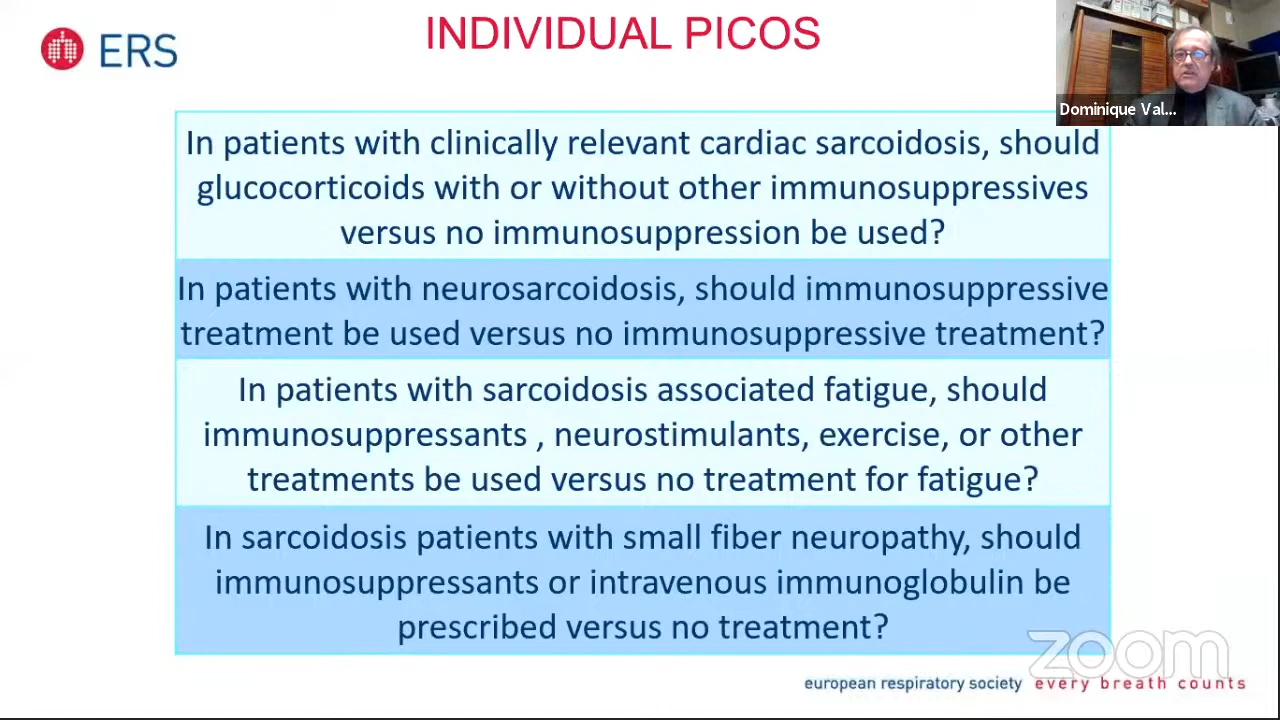 INDIVIDUAL PICOS
ERS
Dominique Val...
In patients with clinically relevant cardiac sarcoidosis, should
glucocorticoids with or without other immunosuppressives
versus no immunosuppression be used?
In patients with neurosarcoidosis, should immunosuppressive
treatment be used versus no immunosuppressive treatment?
In patients with sarcoidosis associated fatigue, should
immunosuppressants , neurostimulants, exercise, or other
treatments be used versus no treatment for fatigue?
In sarcoidosis patients with small fiber neuropathy, should
immunosuppressants or intravenous immunoglobulin be
prescribed versus no treatment?
zoom
european respiratory society every breath counts